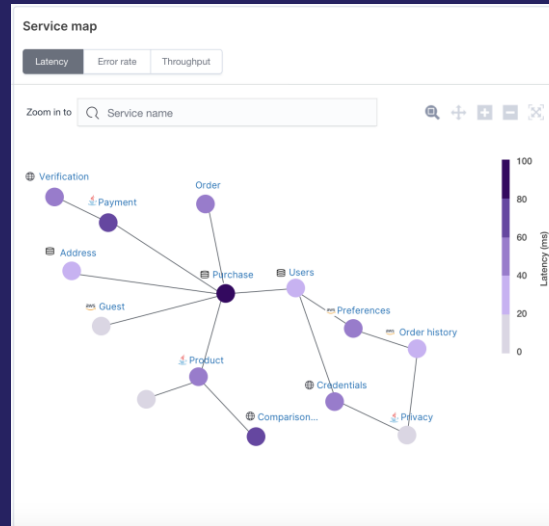 Service map
Latency Error rate Throughput
Zoom in to Service name
100
Verification
Order
Payment
80
60
Address
Purchase
Users
Latency (ms)
40
Guest
Preferences
20
Order history
0
Product
Credentials
Comparison...
Privacy